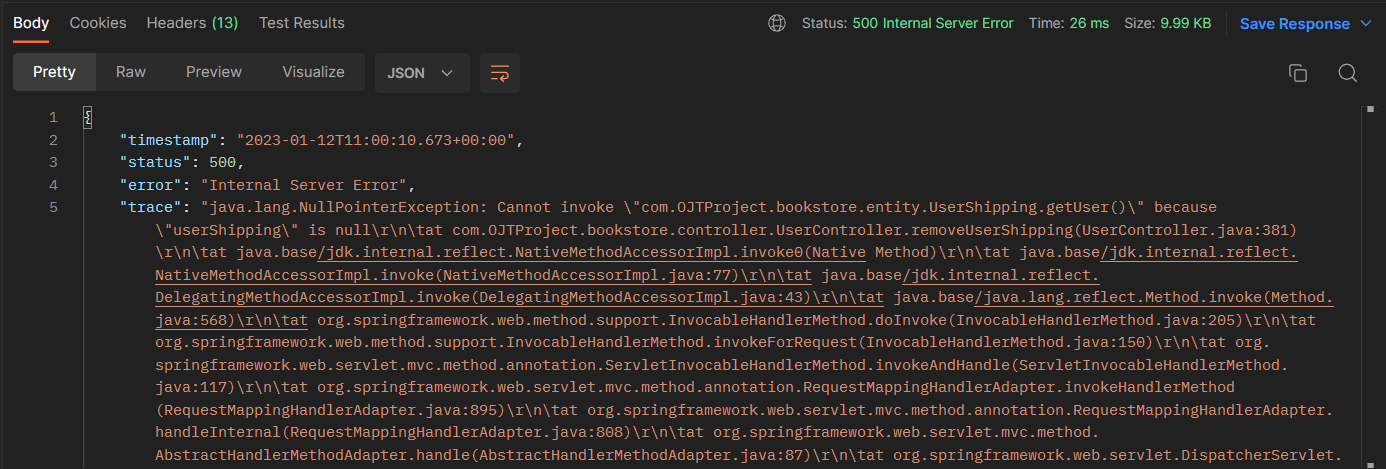 Body Cookies Headers (13) Test Results Status: 500 Internal Server Error Time: 26 ms Size: 9.99 KB Save Response
Pretty Raw Preview Visualize JSON
1 {
2 "timestamp": "2023-01-12T11:00:10.673+00:00",
3 "status": 500,
4 "error": "Internal Server Error",
5 "trace": "java.lang.NullPointerException: Cannot invoke \"com.OJTProject.bookstore.entity.UserShipping.getUser()\" because
\"userShipping\" is null\r\n\tat com.OJTProject.bookstore.controller.UserController.removeUserShipping(UserController.java:381)
\r\n\tat java.base/jdk.internal.reflect.NativeMethodAccessorImpl.invoke0(Native Method)\r\n\tat java.base/jdk.internal.reflect.
NativeMethodAccessorImpl.invoke(NativeMethodAccessorImpl.java:77)\r\n\tat java.base/jdk.internal.reflect.
DelegatingMethodAccessorImpl.invoke(DelegatingMethodAccessorImpl.java:43)\r\n\tat java.base/java.lang.reflect.Method.invoke(Method.
java:568)\r\n\tat org.springframework.web.method.support.InvocableHandlerMethod.doInvoke(InvocableHandlerMethod.java:205)\r\n\tat
org.springframework.web.method.support.InvocableHandlerMethod.invokeForRequest(InvocableHandlerMethod.java:150)\r\n\tat org.
springframework.web.servlet.mvc.method.annotation.ServletInvocableHandlerMethod.invokeAndHandle(ServletInvocableHandlerMethod.
java:117)\r\n\tat org.springframework.web.servlet.mvc.method.annotation.RequestMappingHandlerAdapter.invokeHandlerMethod
(RequestMappingHandlerAdapter.java:895)\r\n\tat org.springframework.web.servlet.mvc.method.annotation.RequestMappingHandlerAdapter.
handleInternal(RequestMappingHandlerAdapter.java:808)\r\n\tat org.springframework.web.servlet.mvc.method.
AbstractHandlerMethodAdapter.handle(AbstractHandlerMethodAdapter.java:87)\r\n\tat org.springframework.web.servlet.DispatcherServlet.